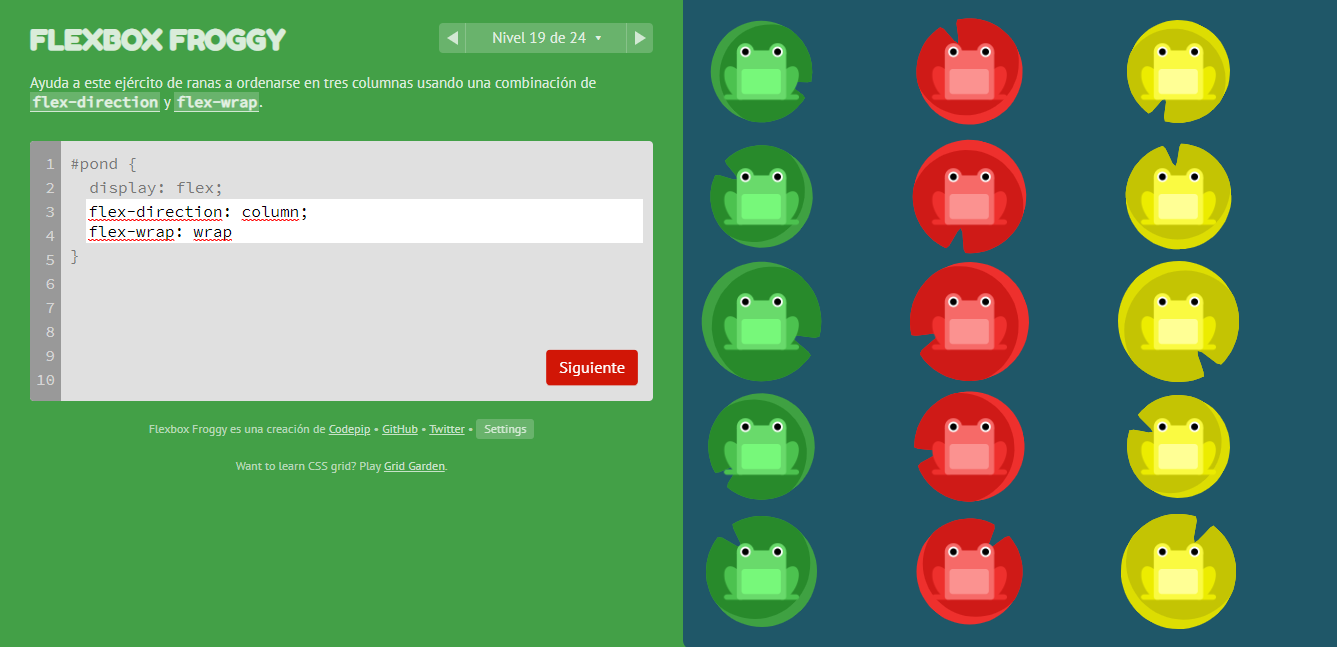 FLEXBOX FROGGY
Nivel 19 de 24
Ayuda a este ejército de ranas a ordenarse en tres columnas usando una combinación de
flex-direction y flex-wrap.
1 #pond {
2 display: flex;
3 flex-direction: column;
4 flex-wrap: wrap
5 }
6
7
8
9
10
Siguiente
Flexbox Froggy es una creación de Codepip • GitHub • Twitter • Settings
Want to learn CSS grid? Play Grid Garden.